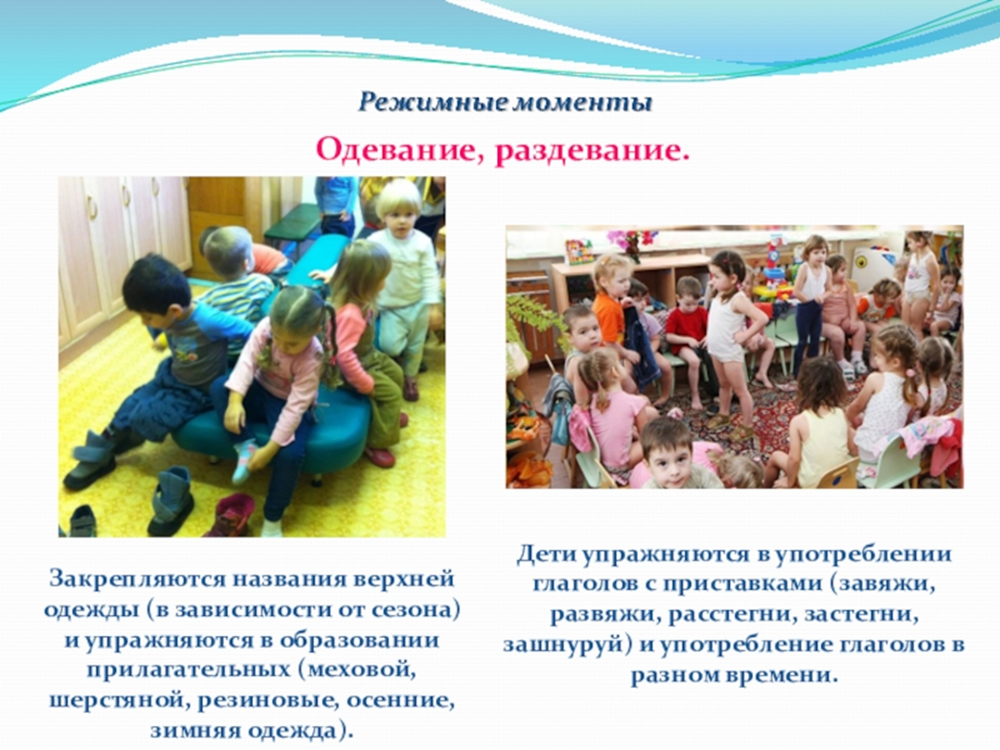 Режимные моменты
Одевание, раздевание.
Закрепляются названия верхней
одежды (в зависимости от сезона)
и упражняются в образовании
прилагательных (меховой,
шерстяной, резиновые, осенние,
зимняя одежда).
Дети упражняются в употреблении
глаголов с приставками (завяжи,
развяжи, расстегни, застегни,
зашнуруй) и употребление глаголов в
разном времени.